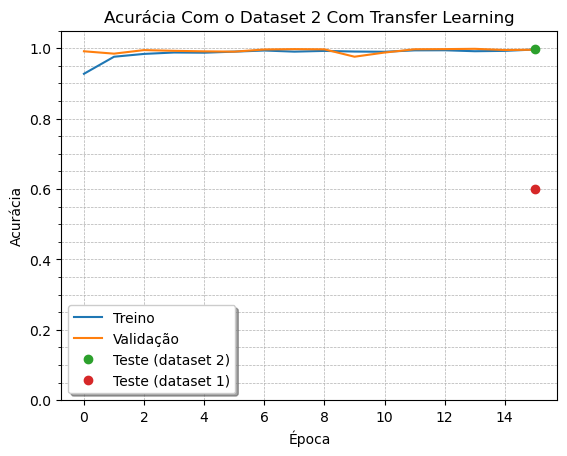 Acurácia Com o Dataset 2 Com Transfer Learning
1.0
0.8
0.6
0.4
0.2
0.0
Acurácia
Treino
Validação
Teste (dataset 2)
Teste (dataset 1)
0 2 4 6 8 10 12 14
Época